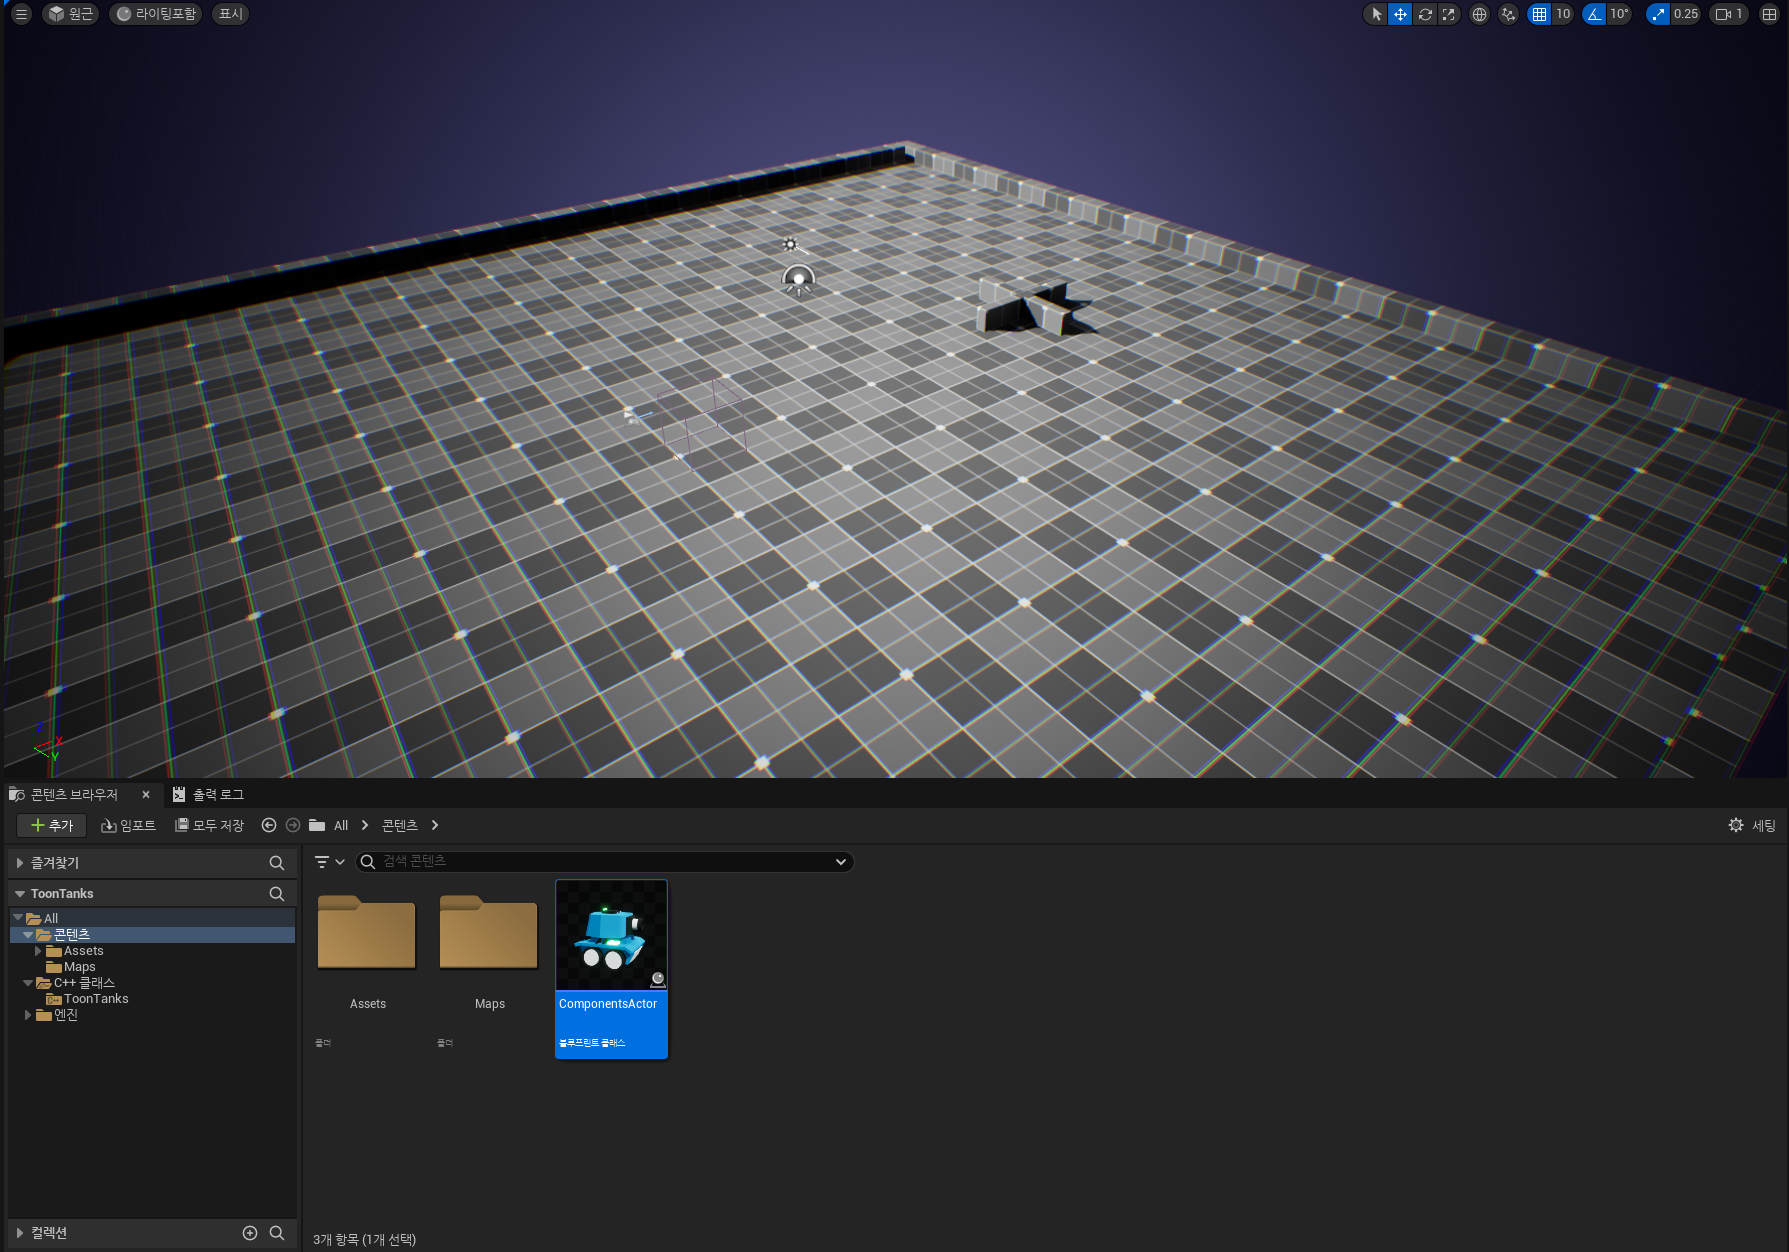 원근
라이팅포함
표시
10
10°
0.25
1
Z
X
Y
콘텐츠 브라우저
출력 로그
추가
임포트
모두 저장
All
콘텐츠
세팅
즐겨찾기
검색 콘텐츠
ToonTanks
All
콘텐츠
Assets
Maps
C++ 클래스
ToonTanks
엔진
Assets
폴더
Maps
폴더
ComponentsActor
블루프린트 클래스
컬렉션
3개 항목 (1개 선택)